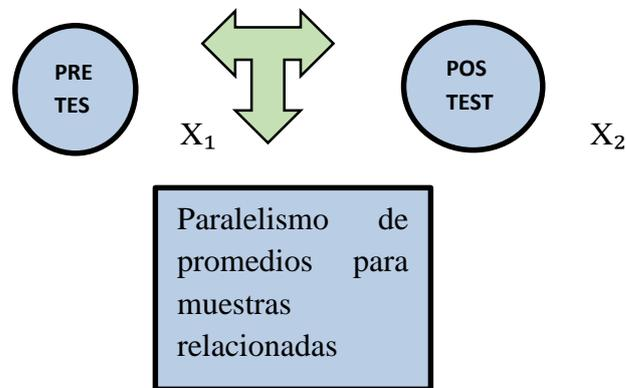 PRE
TES
POS
TEST
X₁
X₂
Paralelismo de
promedios para
muestras
relacionadas